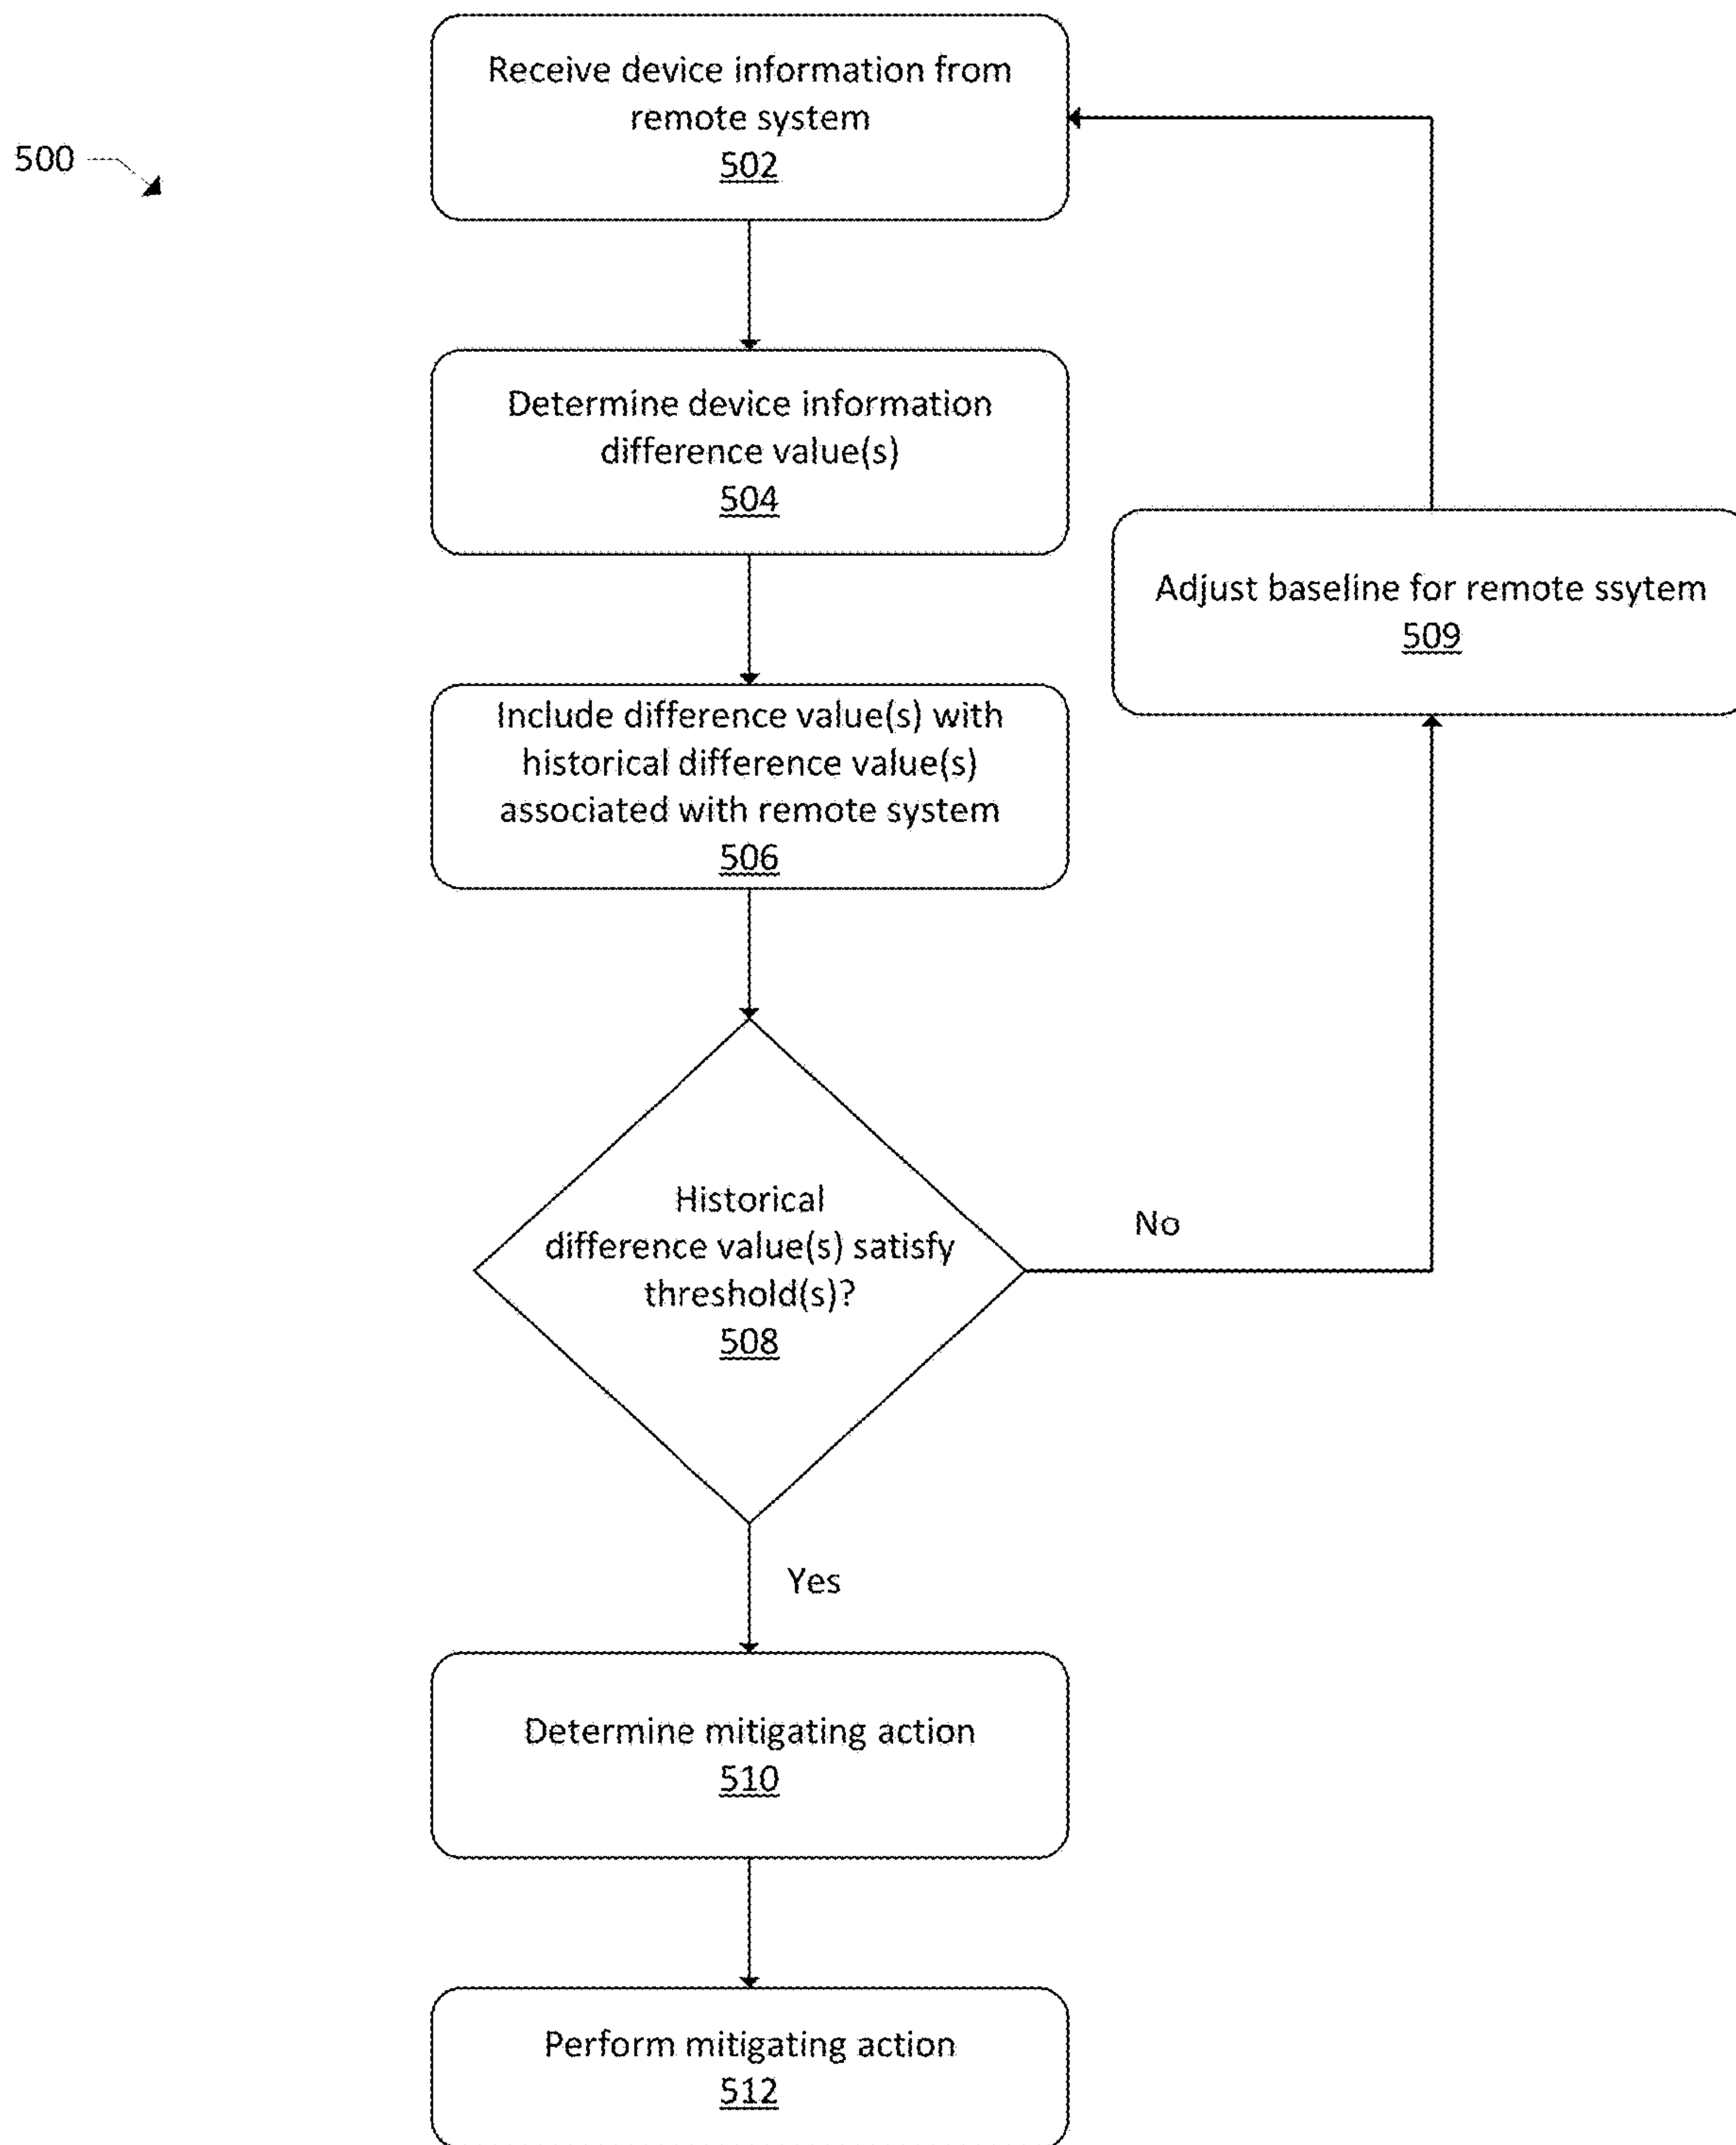 500
Receive device information from
remote system
502
Determine device information
difference value(s)
504
Adjust baseline for remote ssytem
509
Include difference value(s) with
historical difference value(s)
associated with remote system
506
Historical
difference value(s) satisfy
threshold(s)?
508
No
Yes
Determine mitigating action
510
Perform mitigating action
512